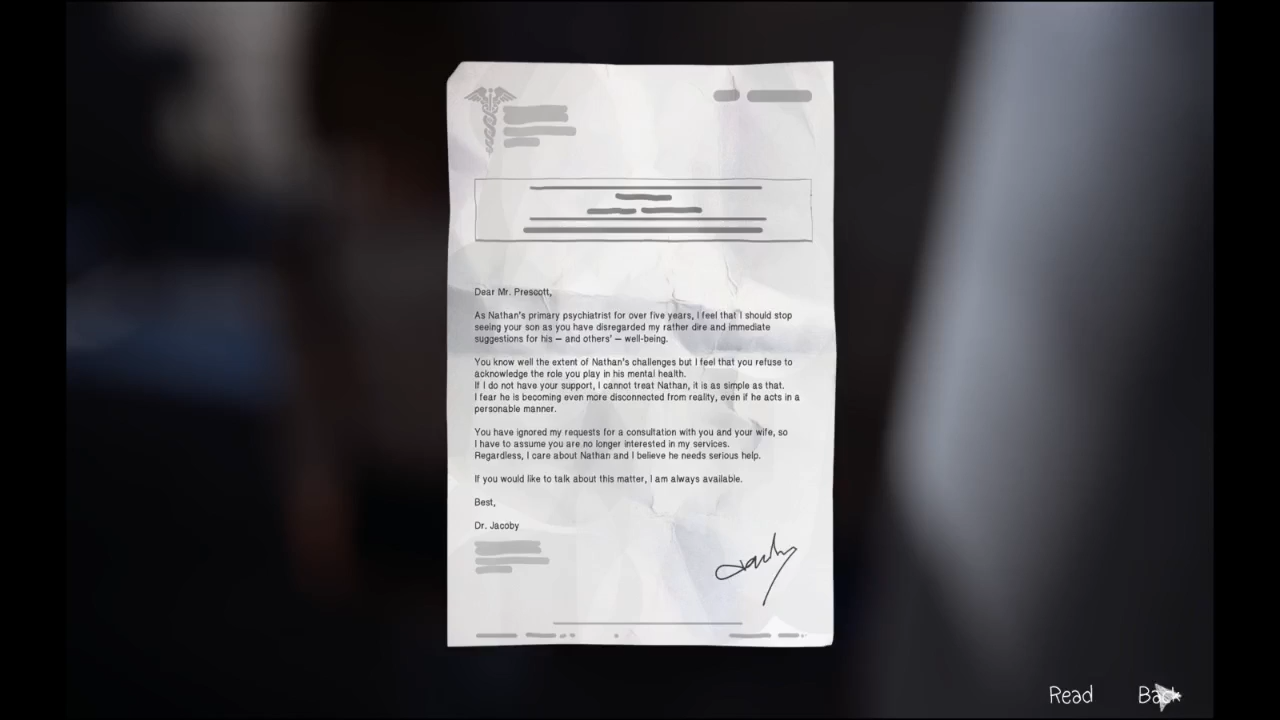 Dear Mr. Prescott,
As Nathan's primary psychiatrist for over five years, I feel that I should stop
seeing your son as you have disregarded my rather dire and immediate
suggestions for his – and others' – well-being.
You know well the extent of Nathan's challenges but I feel that you refuse to
acknowledge the role you play in his mental health.
If I do not have your support, I cannot treat Nathan, it is as simple as that.
I fear he is becoming even more disconnected from reality, even if he acts in a
personable manner.
You have ignored my requests for a consultation with you and your wife, so
I have to assume you are no longer interested in my services.
Regardless, I care about Nathan and I believe he needs serious help.
If you would like to talk about this matter, I am always available.
Best,
Dr. Jacoby
Read Back